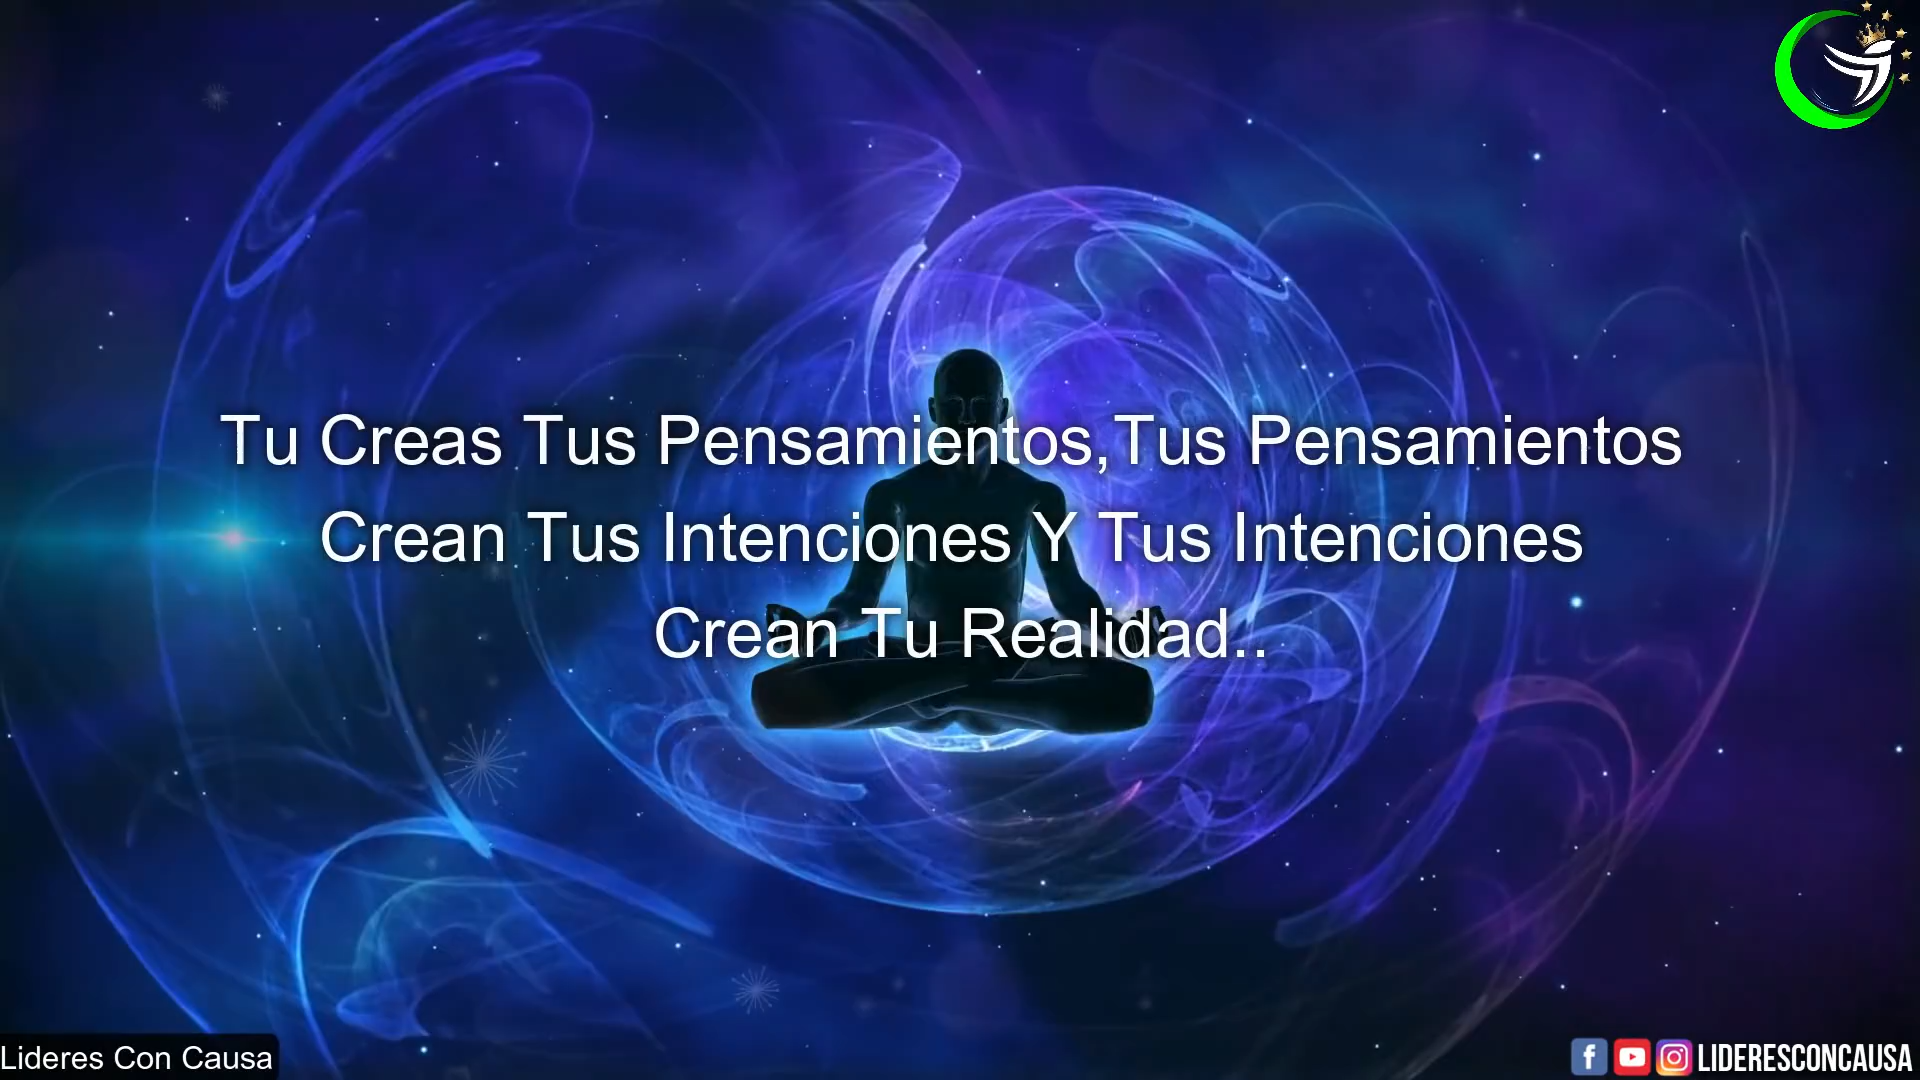 Tu Creas Tus Pensamientos,Tus Pensamientos
Crean Tus Intenciones Y Tus Intenciones
Crean Tu Realidad..
Lideres Con Causa
LIDERESCONCAUSA